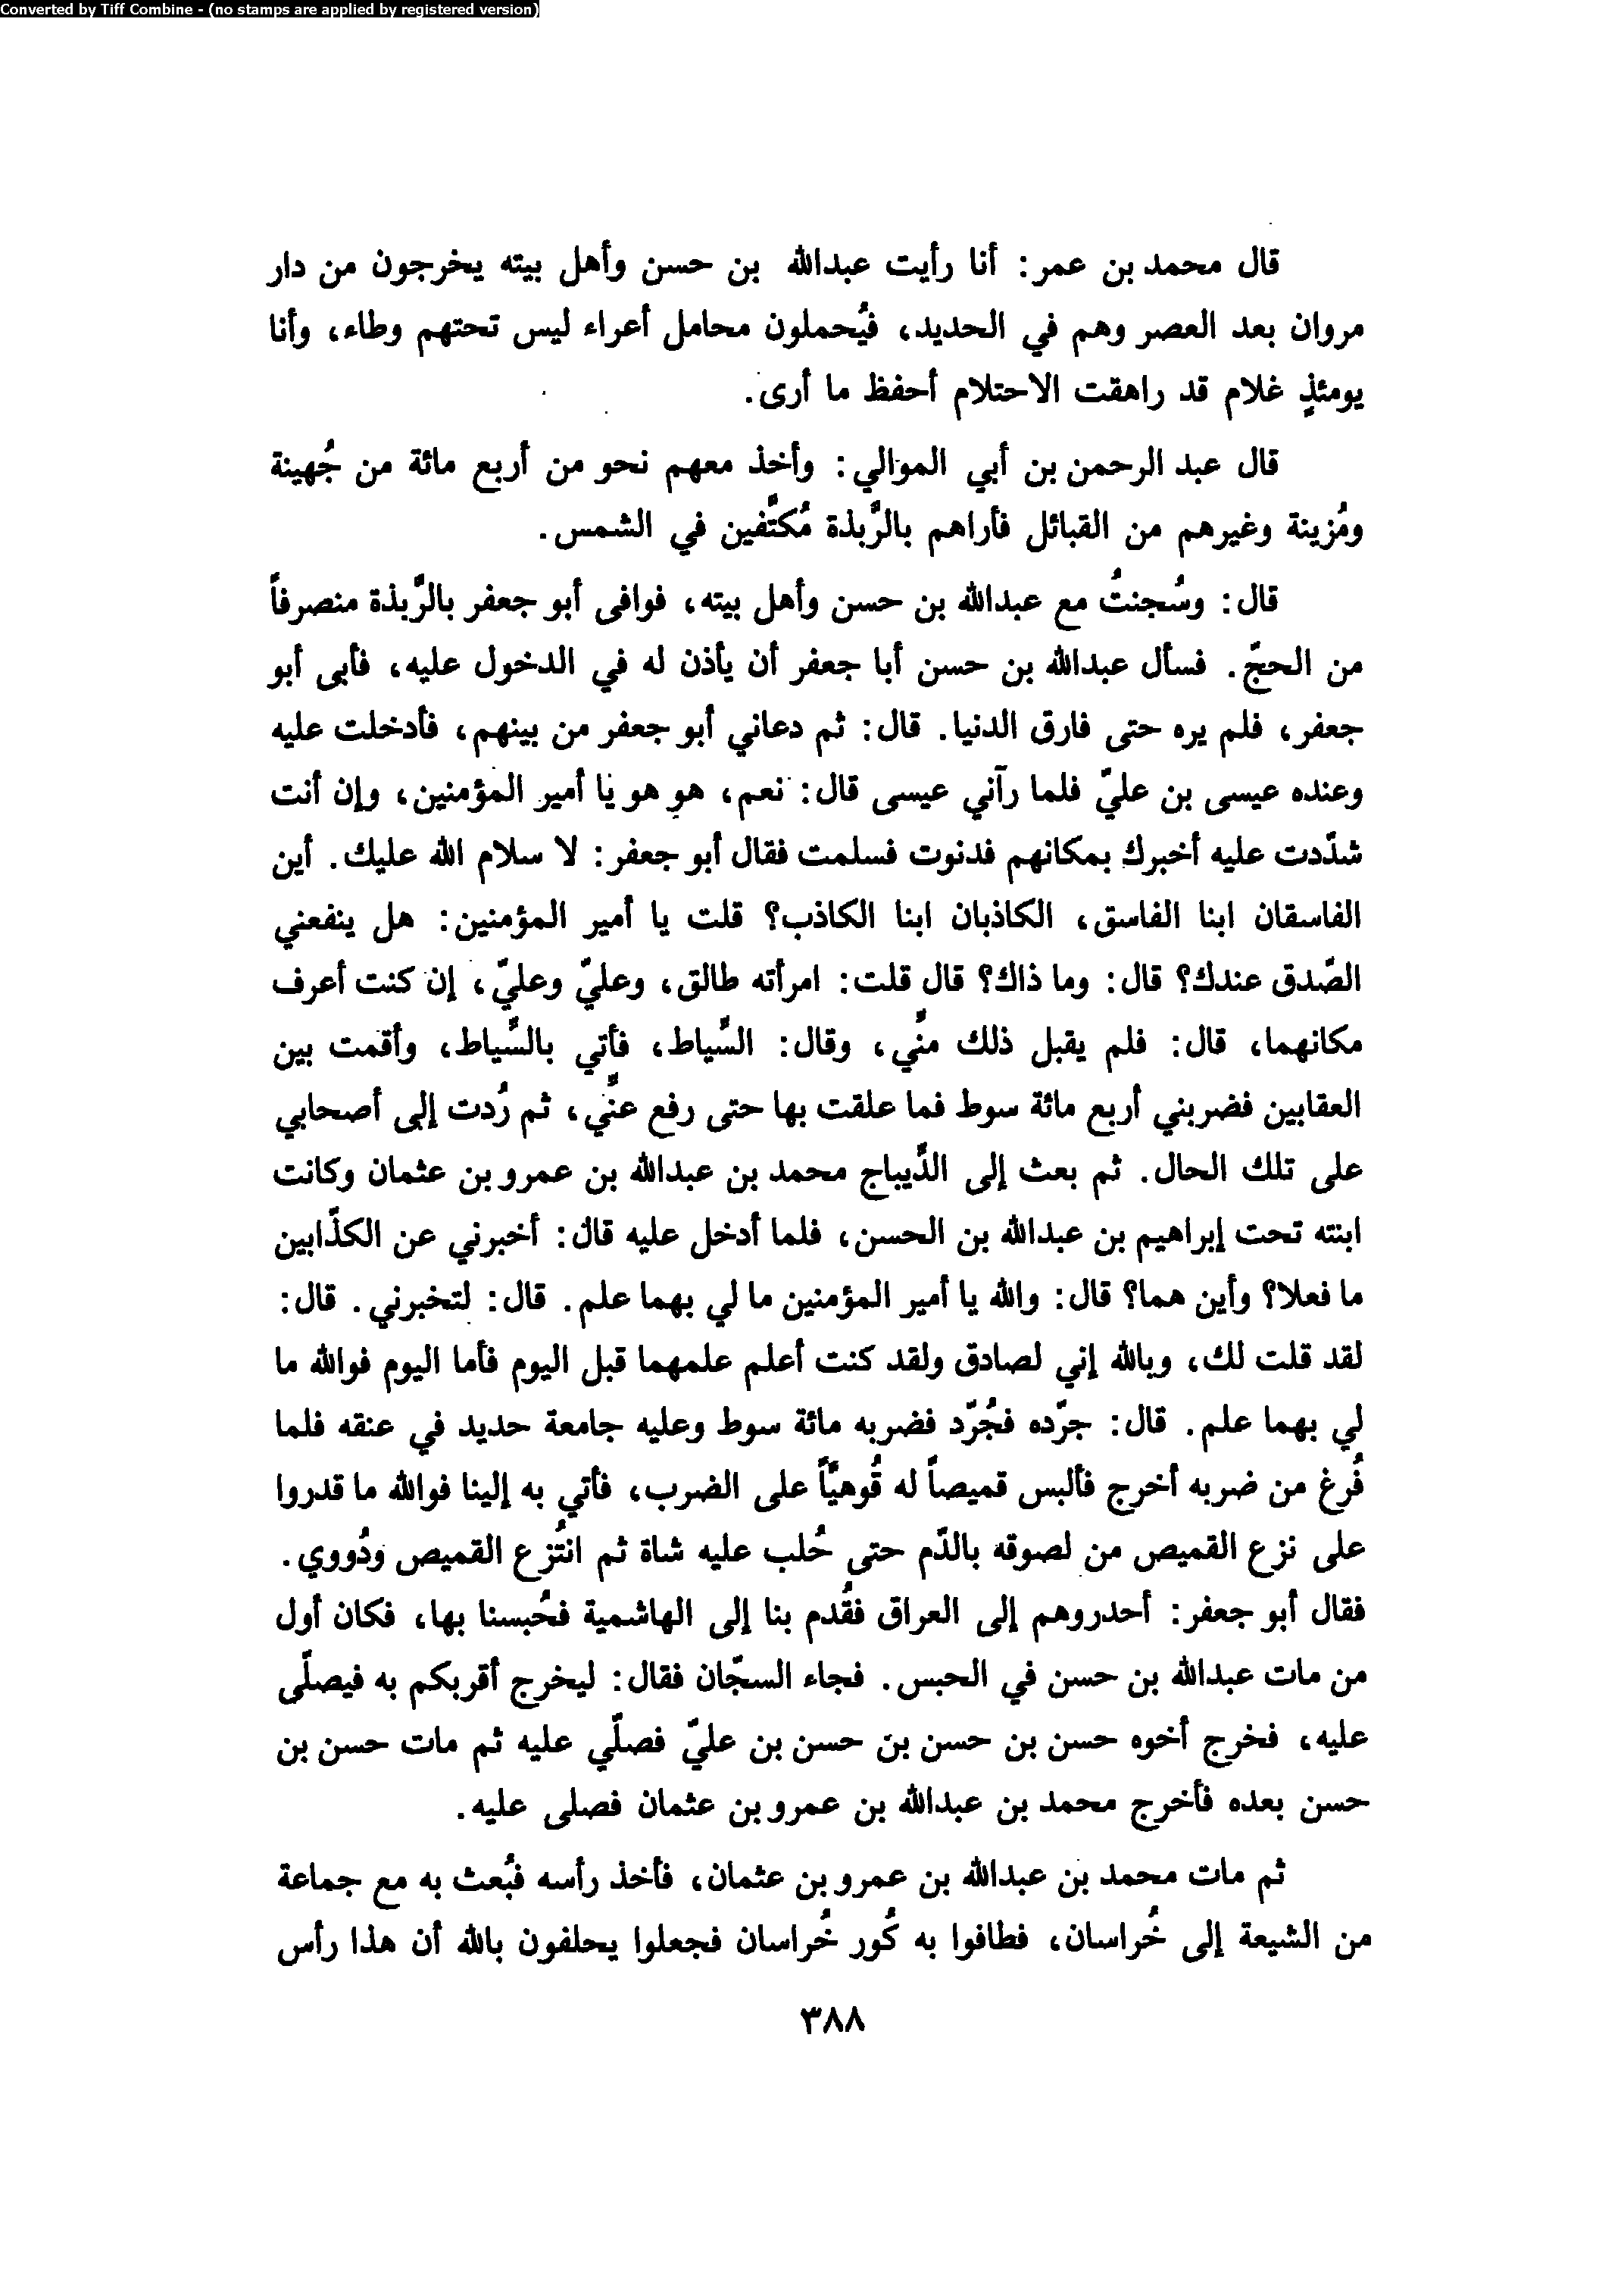 Converted by Tiff Combine - (no stamps are applied by registered version)
قال محمد بن عمر: أنا رأيت عبدالله بن حسن وأهل بيته يخرجون من دار
مروان بعد العصر وهم في الحديد، فيُحملون محامل أعراء ليس تحتهم وطاء، وأنا
يومئذٍ غلام قد راهقت الاحتلام أحفظ ما أرى.
قال عبد الرحمن بن أبي الموالي: وأخذ معهم نحو من أربع مائة من جُهينة
ومُزينة وغيرهم من القبائل فأراهم بالرَّبذة مُكتَّفين في الشمس.
قال: وسُجنتُ مع عبدالله بن حسن وأهل بيته، فوافى أبو جعفر بالرَّبذة منصرفاً
من الحجّ. فسأل عبدالله بن حسن أبا جعفر أن يأذن له في الدخول عليه، فأبى أبو
جعفر، فلم يره حتى فارق الدنيا. قال: ثم دعاني أبو جعفر من بينهم، فأدخلت عليه
وعنده عيسى بن عليّ فلما رآني عيسى قال: نعم، هو هو يا أمير المؤمنين، وإن أنت
شدّدت عليه أخبرك بمكانهم فدنوت فسلمت فقال أبو جعفر: لا سلام الله عليك. أين
الفاسقان ابنا الفاسق، الكاذبان ابنا الكاذب؟ قلت يا أمير المؤمنين: هل ينفعني
الصّدق عندك؟ قال: وما ذاك؟ قال قلت: امرأته طالق، وعليّ وعليّ، إن كنت أعرف
مكانهما، قال: فلم يقبل ذلك منّي، وقال: السِّياط، فأتي بالسِّياط، وأقمت بين
العقابين فضربني أربع مائة سوط فما علقت بها حتى رفع عنّي، ثم رُدت إلى أصحابي
على تلك الحال. ثم بعث إلى الدِّيباج محمد بن عبدالله بن عمرو بن عثمان وكانت
ابنته تحت إبراهيم بن عبدالله بن الحسن، فلما أدخل عليه قال: أخبرني عن الكذّابين
ما فعلا؟ وأين هما؟ قال: والله يا أمير المؤمنين ما لي بهما علم. قال: لتخبرني. قال:
لقد قلت لك، وبالله إني لصادق ولقد كنت أعلم علمهما قبل اليوم فأما اليوم فوالله ما
لي بهما علم. قال: جرّده فجُرّد فضربه مائة سوط وعليه جامعة حديد في عنقه فلما
فُرغ من ضربه أخرج فألبس قميصاً له قُوهيّاً على الضرب، فأتي به إلينا فوالله ما قدروا
على نزع القميص من لصوقه بالدّم حتى حُلب عليه شاة ثم انتُزع القميص ودُووي.
فقال أبو جعفر: أحدروهم إلى العراق فقُدم بنا إلى الهاشمية فحُبسنا بها، فكان أول
من مات عبدالله بن حسن في الحبس. فجاء السجّان فقال: ليخرج أقربكم به فيصلّى
عليه، فخرج أخوه حسن بن حسن بن حسن بن عليّ فصلّي عليه ثم مات حسن بن
حسن بعده فأخرج محمد بن عبدالله بن عمرو بن عثمان فصلى عليه.
ثم مات محمد بن عبدالله بن عمرو بن عثمان، فأخذ رأسه فبُعث به مع جماعة
من الشيعة إلى خُراسان، فطافوا به كُور خُراسان فجعلوا يحلفون بالله أن هذا رأس
٣٨٨